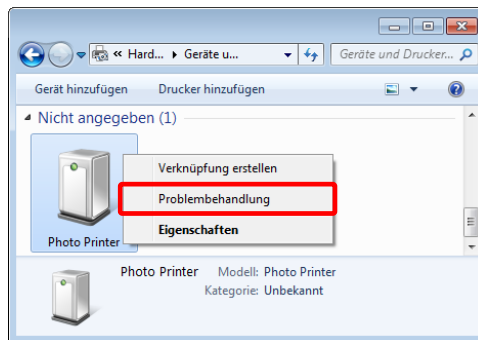 « Hard... ▸ Geräte u...
Geräte und Drucker...
Gerät hinzufügen Drucker hinzufügen
Nicht angegeben (1)
Verknüpfung erstellen
Problembehandlung
Eigenschaften
Photo Printer
Photo Printer Modell: Photo Printer
Kategorie: Unbekannt